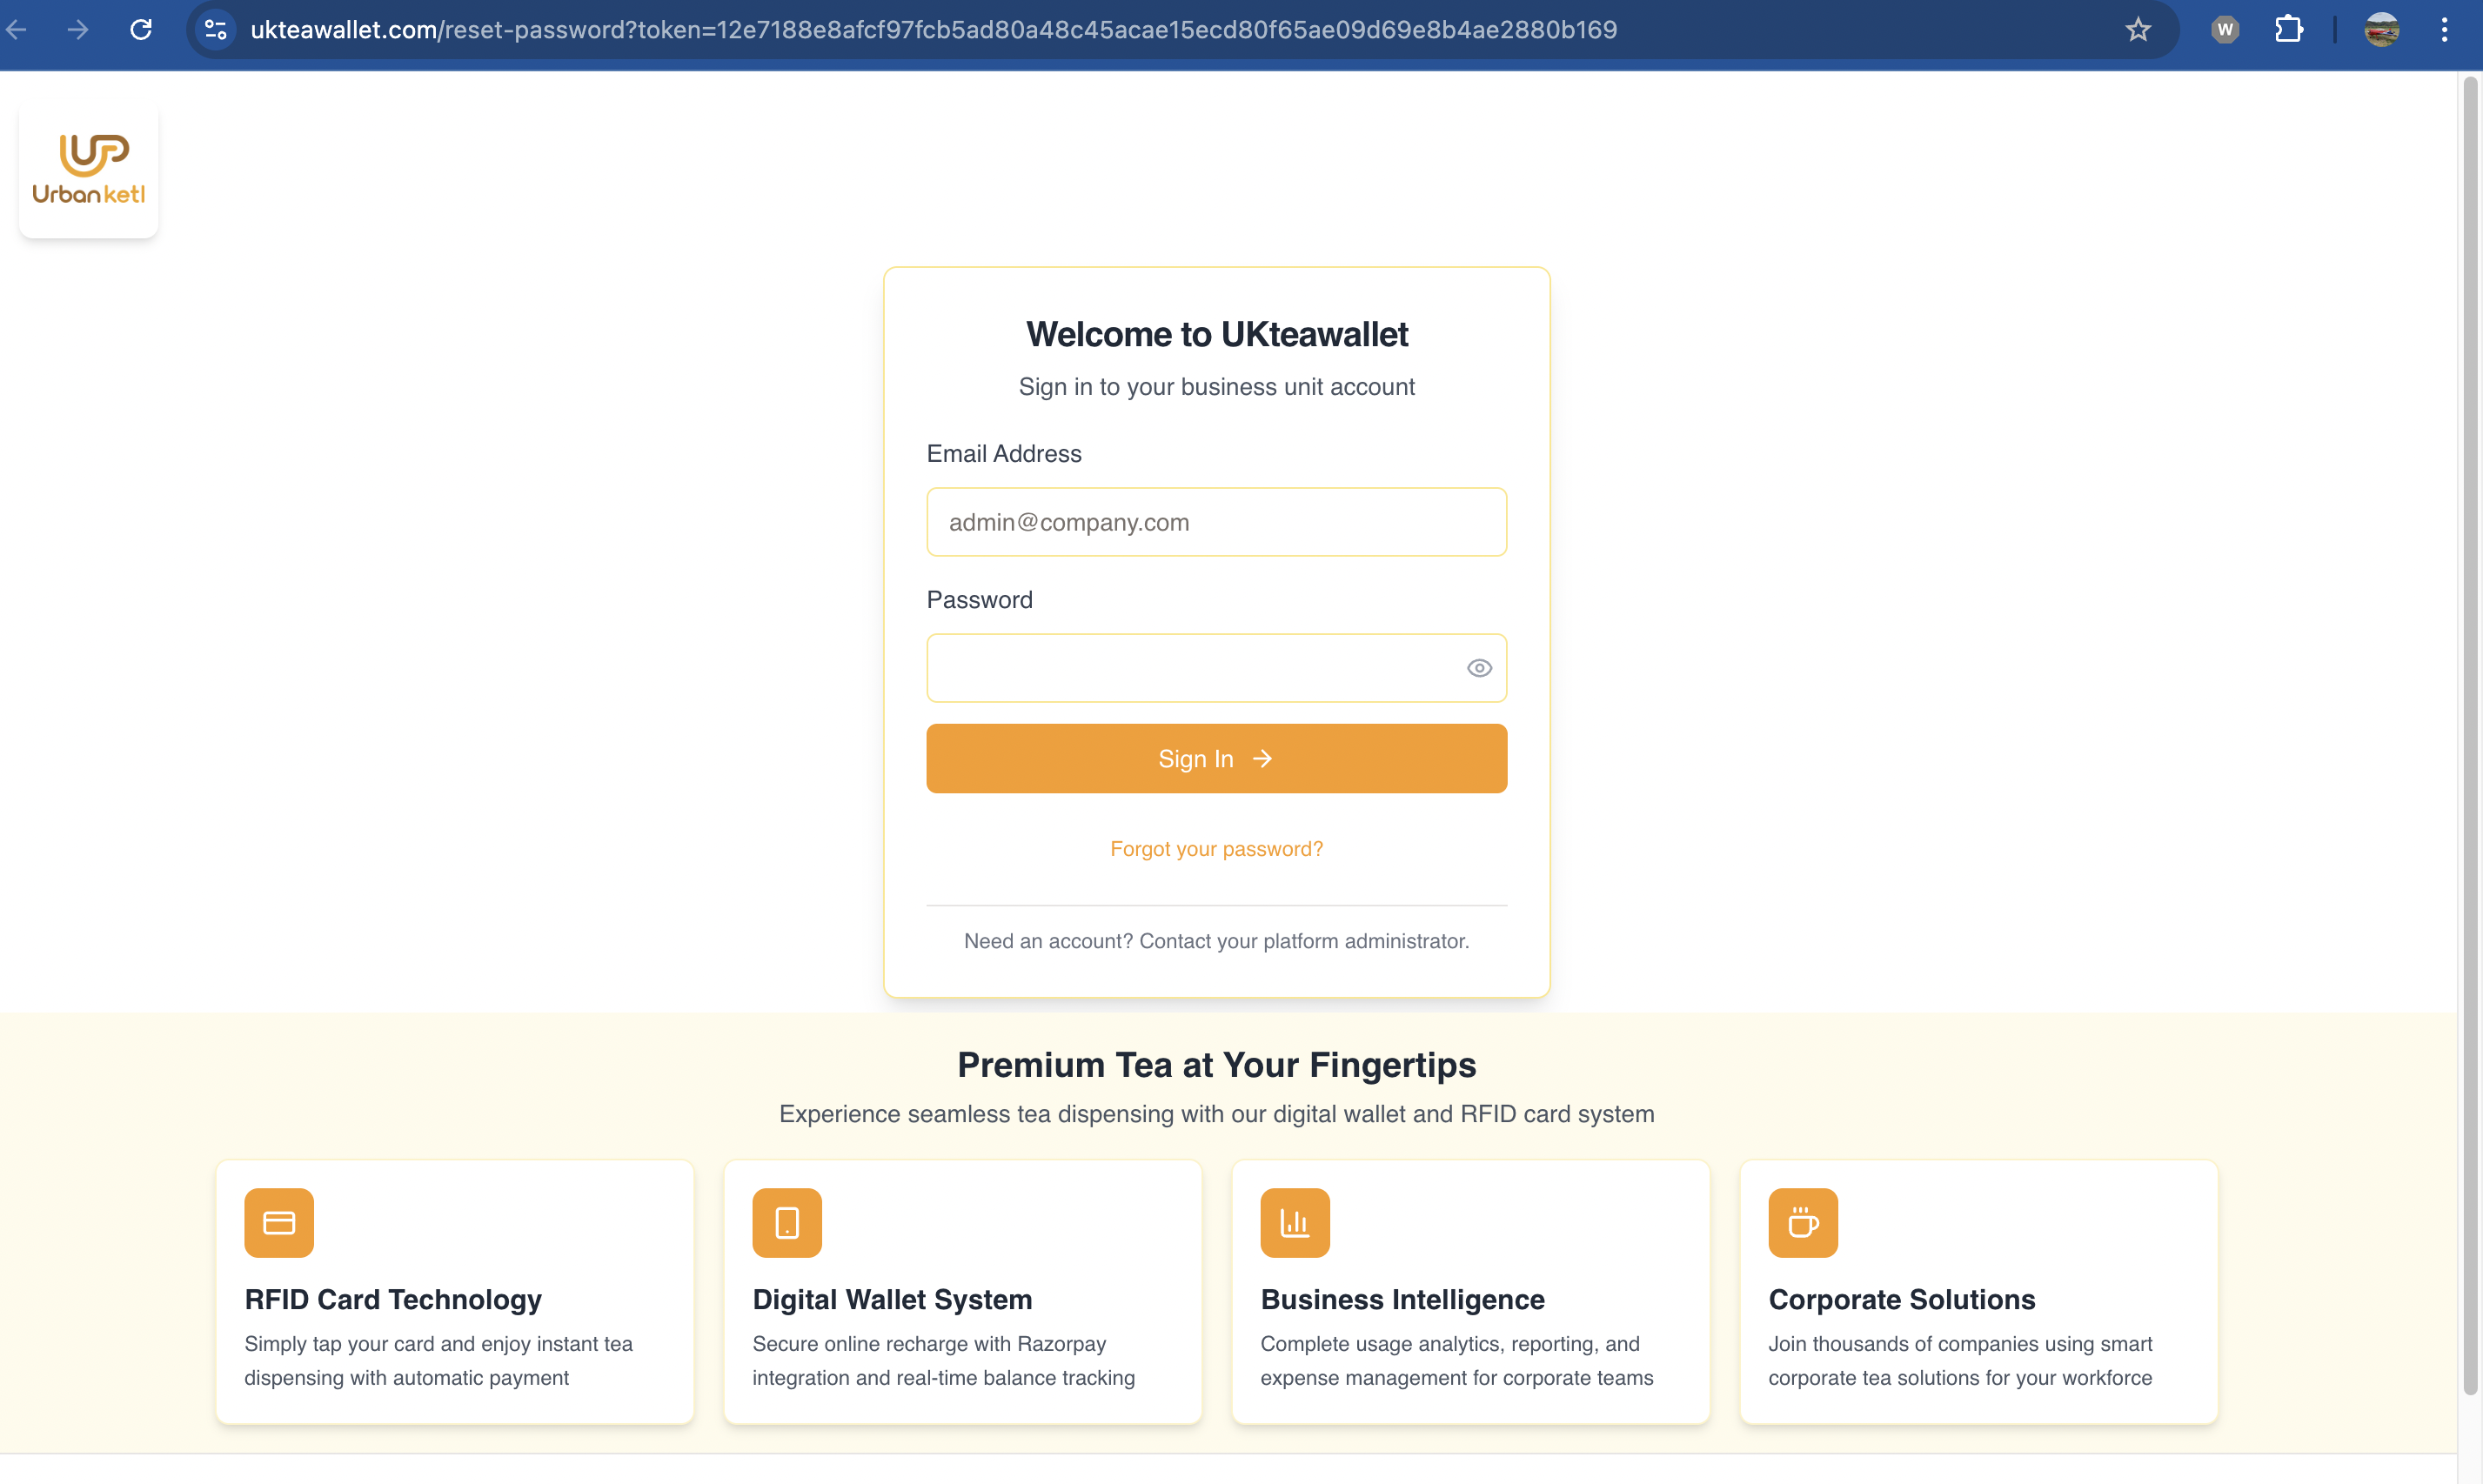 ukteawallet.com/reset-password?token=12e7188e8afcf97fcb5ad80a48c45acae15ecd80f65ae09d69e8b4ae2880b169
W
Urbanketl
Welcome to UKteawallet
Sign in to your business unit account
Email Address
admin@company.com
Password
Sign In →
Forgot your password?
Need an account? Contact your platform administrator.
Premium Tea at Your Fingertips
Experience seamless tea dispensing with our digital wallet and RFID card system
RFID Card Technology
Simply tap your card and enjoy instant tea
dispensing with automatic payment
Digital Wallet System
Secure online recharge with Razorpay
integration and real-time balance tracking
Business Intelligence
Complete usage analytics, reporting, and
expense management for corporate teams
Corporate Solutions
Join thousands of companies using smart
corporate tea solutions for your workforce